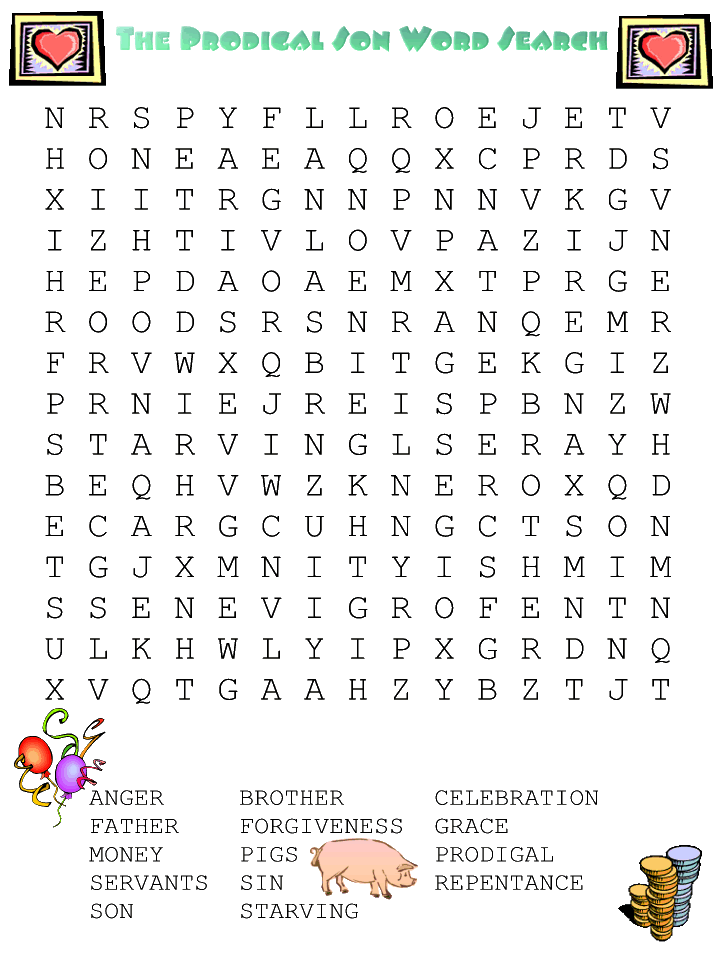 The Prodigal Son Word Search
N R S P Y F L L R O E J E T V
H O N E A E A Q Q X C P R D S
X I I T R G N N P N N V K G V
I Z H T I V L O V P A Z I J N
H E P D A O A E M X T P R G E
R O O D S R S N R A N Q E M R
F R V W X Q B I T G E K G I Z
P R N I E J R E I S P B N Z W
S T A R V I N G L S E R A Y H
B E Q H V W Z K N E R O X Q D
E C A R G C U H N G C T S O N
T G J X M N I T Y I S H M I M
S S E N E V I G R O F E N T N
U L K H W L Y I P X G R D N Q
X V Q T G A A H Z Y B Z T J T
ANGER BROTHER CELEBRATION
FATHER FORGIVENESS GRACE
MONEY PIGS PRODIGAL
SERVANTS SIN REPENTANCE
SON STARVING